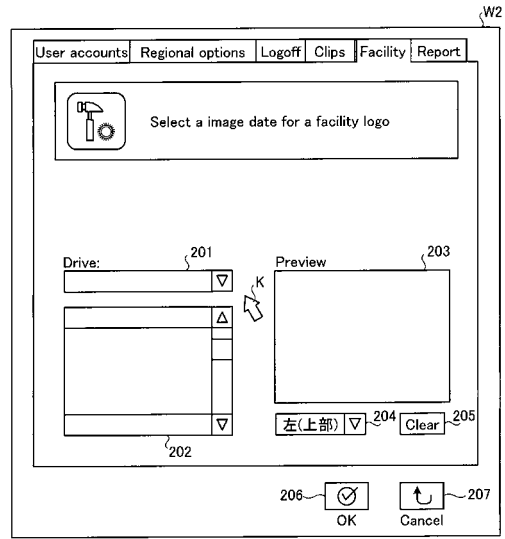 W2
User accounts Regional options Logoff Clips Facility Report
Select a image date for a facility logo
Drive: 201
Preview 203
K
左(上部) 204 Clear 205
202
206 207
OK Cancel